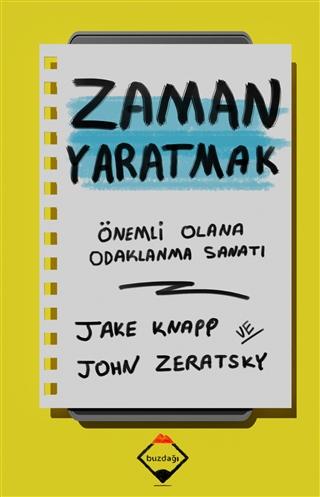 ZAMAN
YARATMAK
ÖNEMLİ OLANA
ODAKLANMA SANATI
JAKE KNAPP VE
JOHN ZERATSKY
buzdağı